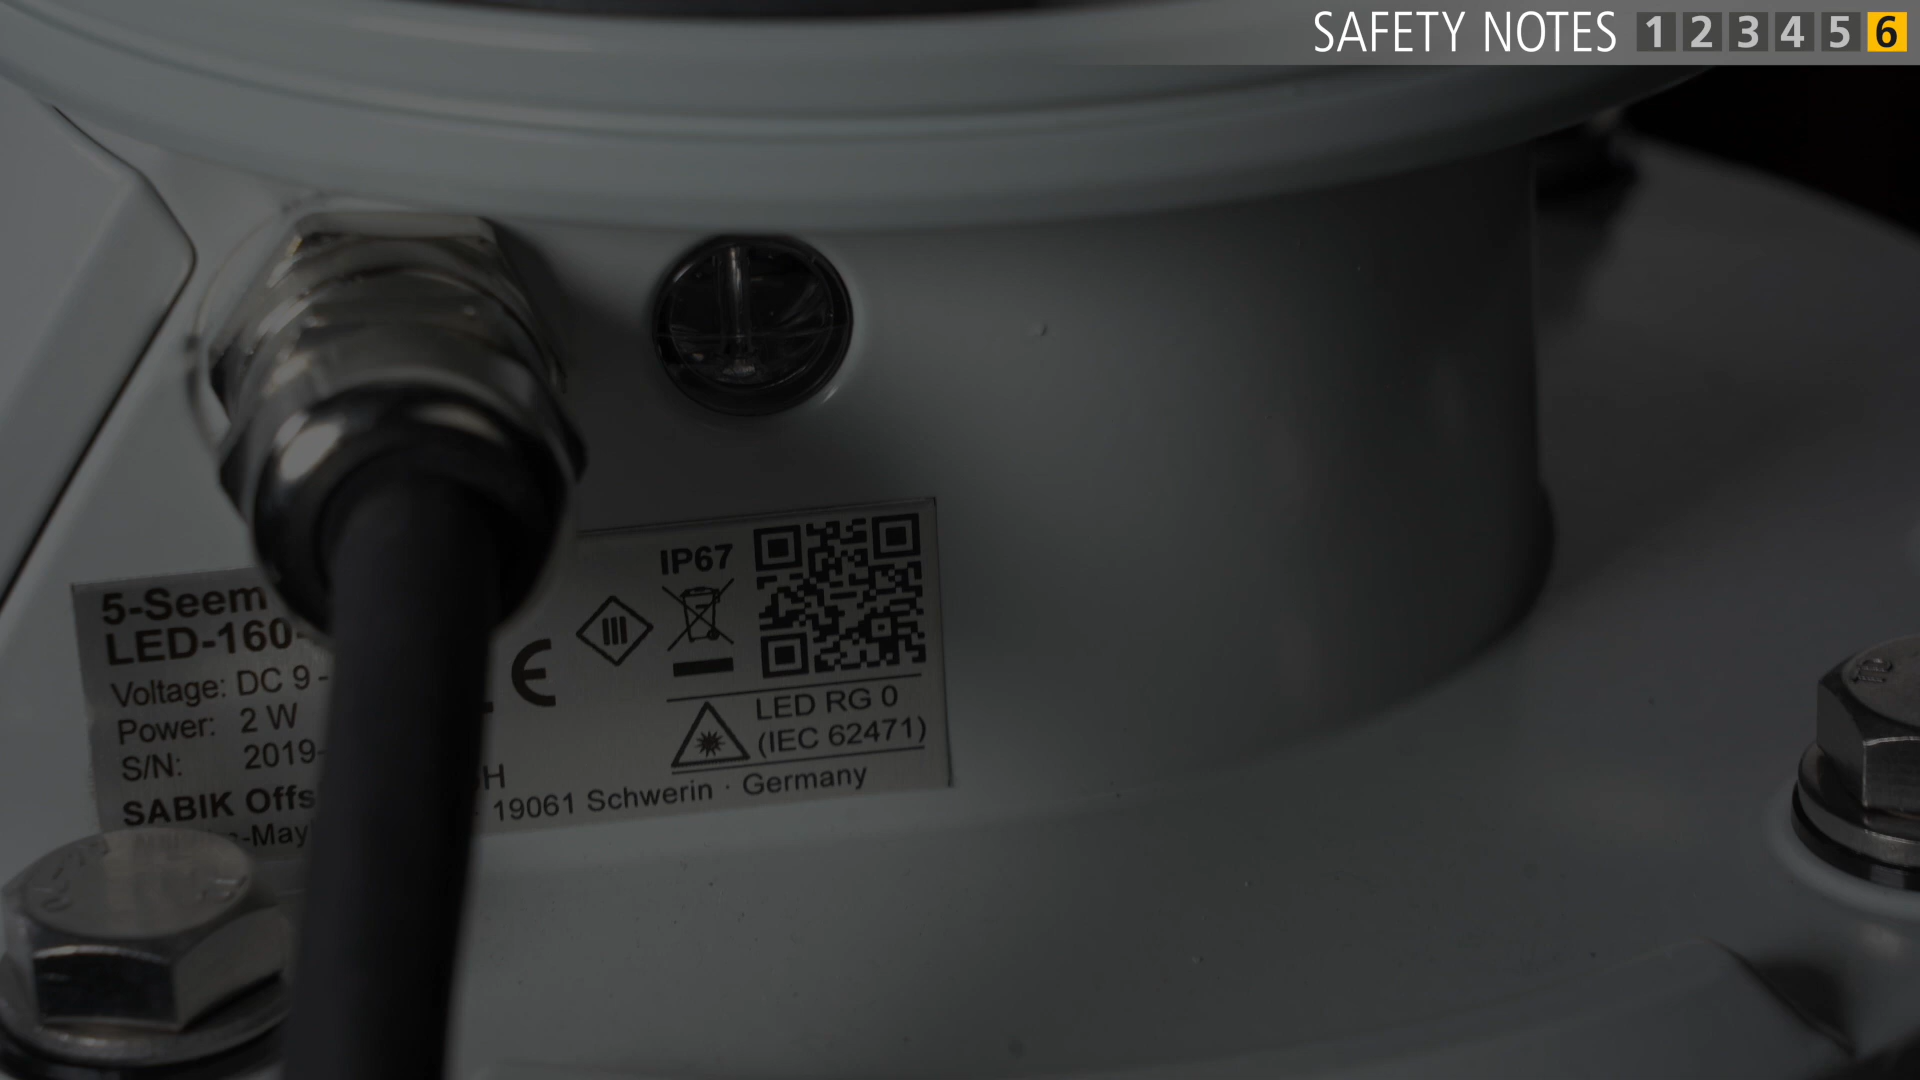 SAFETY NOTES 1 2 3 4 5 6
5-Seem
LED-160-
Voltage: DC 9 -
Power: 2 W
S/N: 2019-
SABIK Offs
-May
IP67
CE
III
LED RG 0
(IEC 62471)
H
19061 Schwerin · Germany